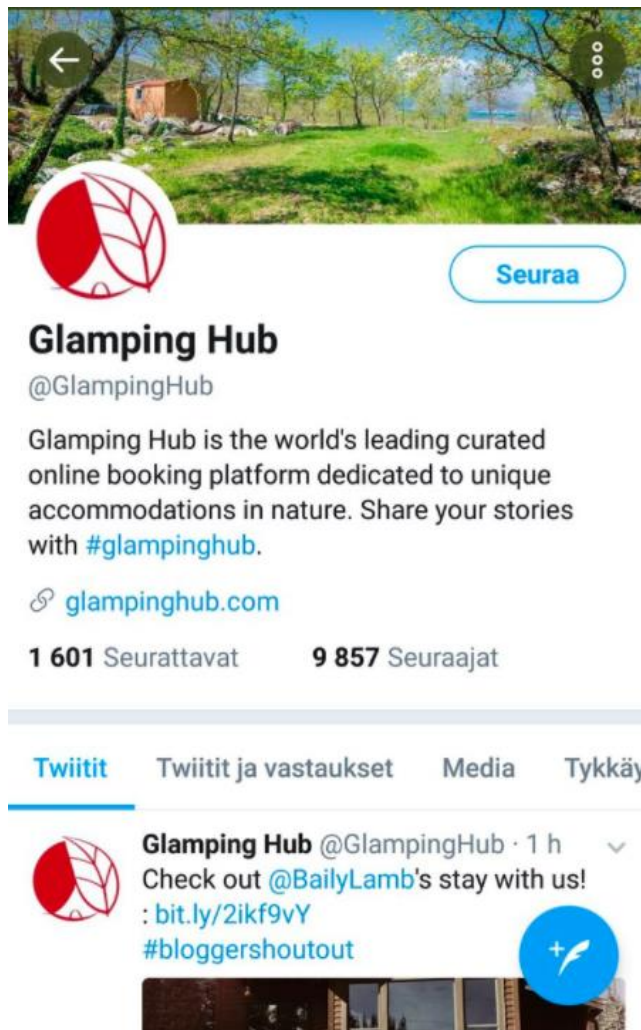 Seuraa
Glamping Hub
@GlampingHub
Glamping Hub is the world's leading curated
online booking platform dedicated to unique
accommodations in nature. Share your stories
with #glampinghub.
glampinghub.com
1 601 Seurattavat 9 857 Seuraajat
Twiitit Twiitit ja vastaukset Media Tykkäy
Glamping Hub @GlampingHub · 1 h
Check out @BailyLamb's stay with us!
: bit.ly/2ikf9vY
#bloggershoutout